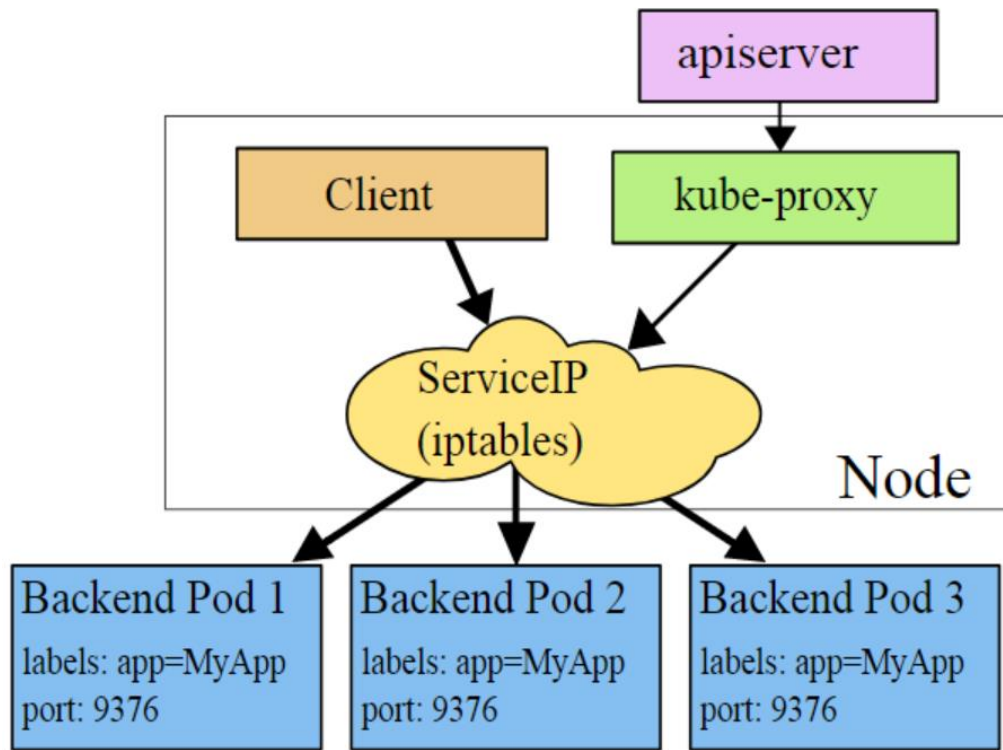 apiserver
Client
kube-proxy
ServiceIP
(iptables)
Node
Backend Pod 1
labels: app=MyApp
port: 9376
Backend Pod 2
labels: app=MyApp
port: 9376
Backend Pod 3
labels: app=MyApp
port: 9376